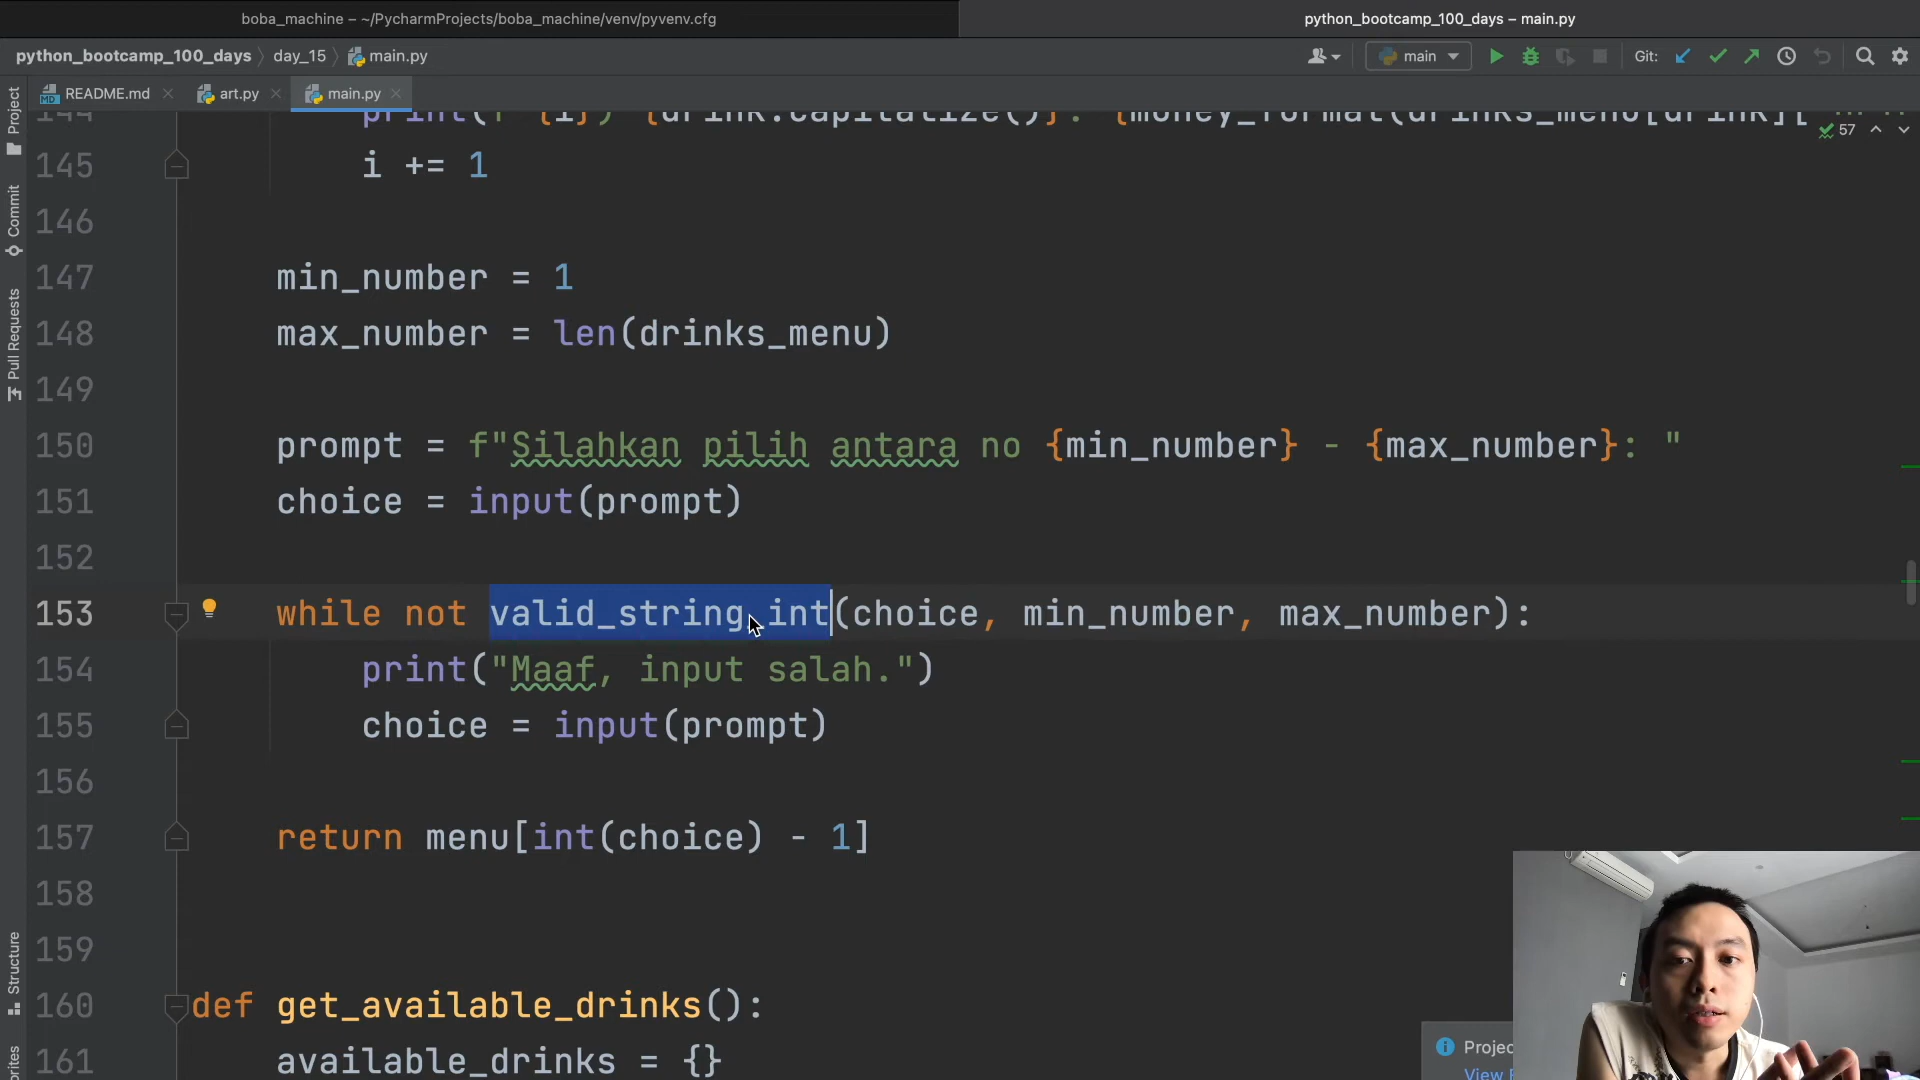 boba_machine – ~/PycharmProjects/boba_machine/venv/pyvenv.cfg
python_bootcamp_100_days – main.py
python_bootcamp_100_days day_15 main.py
main
Git:
README.md
art.py
main.py
57
Project
Commit
Pull Requests
Structure
144 print(f"{i}) {drink.capitalize()}: {money_format(drinks_menu[drink][
145 i += 1
146
147 min_number = 1
148 max_number = len(drinks_menu)
149
150 prompt = f"Silahkan pilih antara no {min_number} - {max_number}: "
151 choice = input(prompt)
152
153 while not valid_string_int(choice, min_number, max_number):
154 print("Maaf, input salah.")
155 choice = input(prompt)
156
157 return menu[int(choice) - 1]
158
159
160 def get_available_drinks():
161 available_drinks = {}